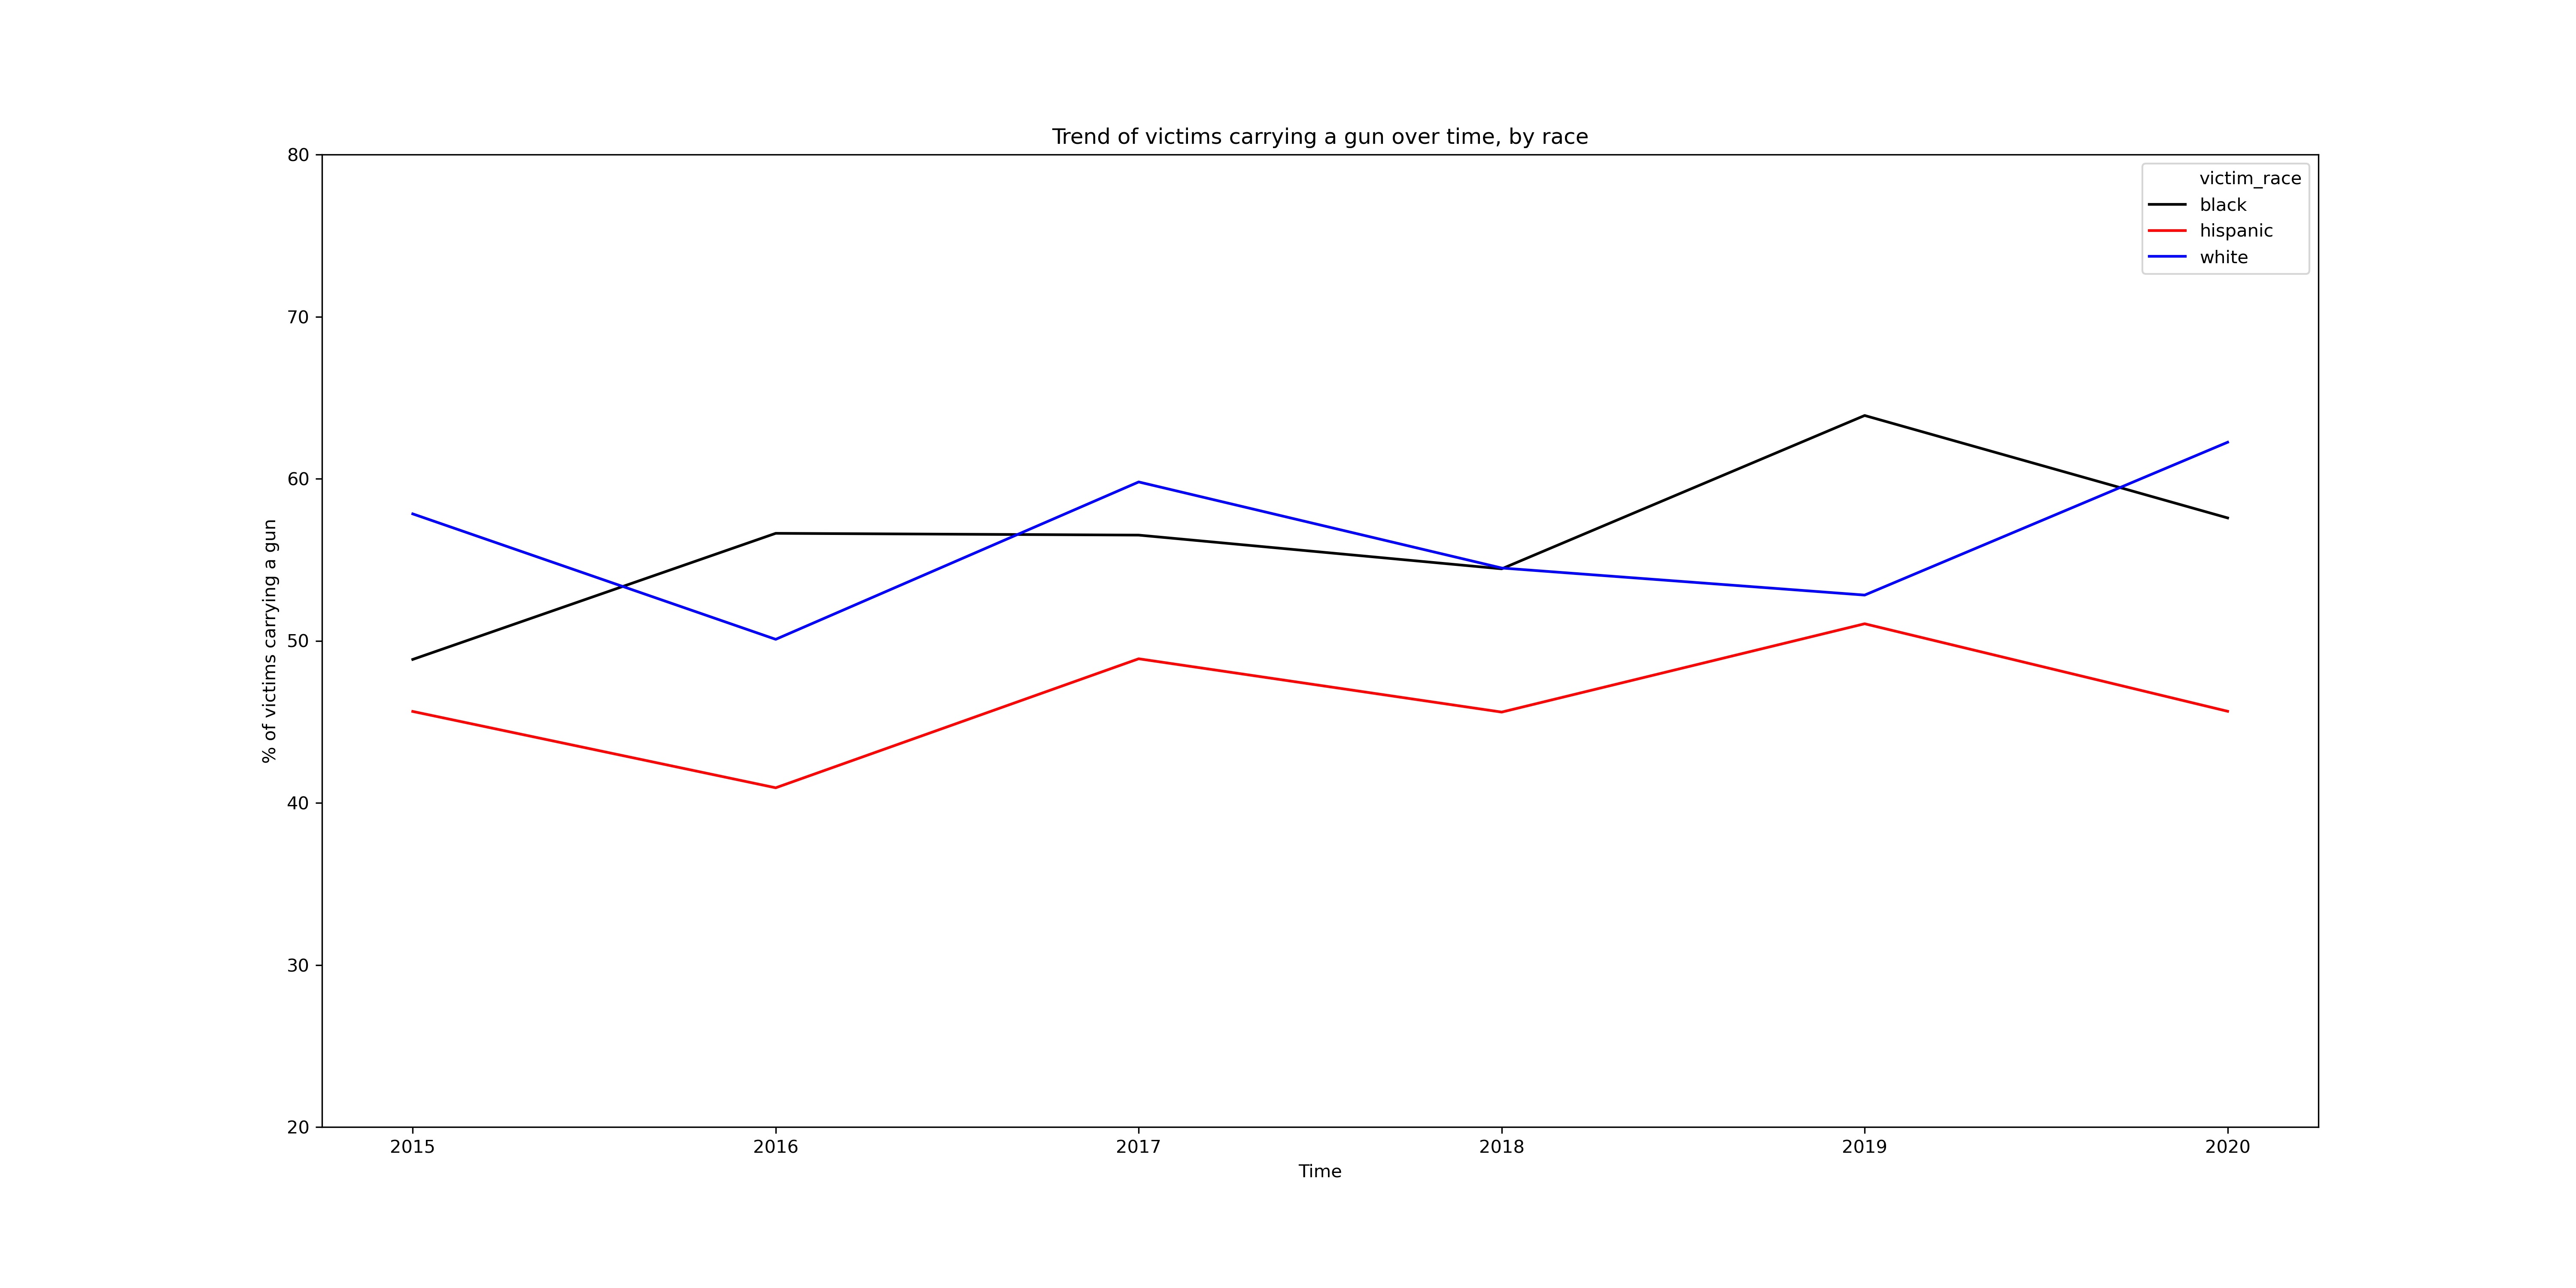 Trend of victims carrying a gun over time, by race
victim_race
black
hispanic
white
% of victims carrying a gun
80
70
60
50
40
30
20
2015 2016 2017 2018 2019 2020
Time